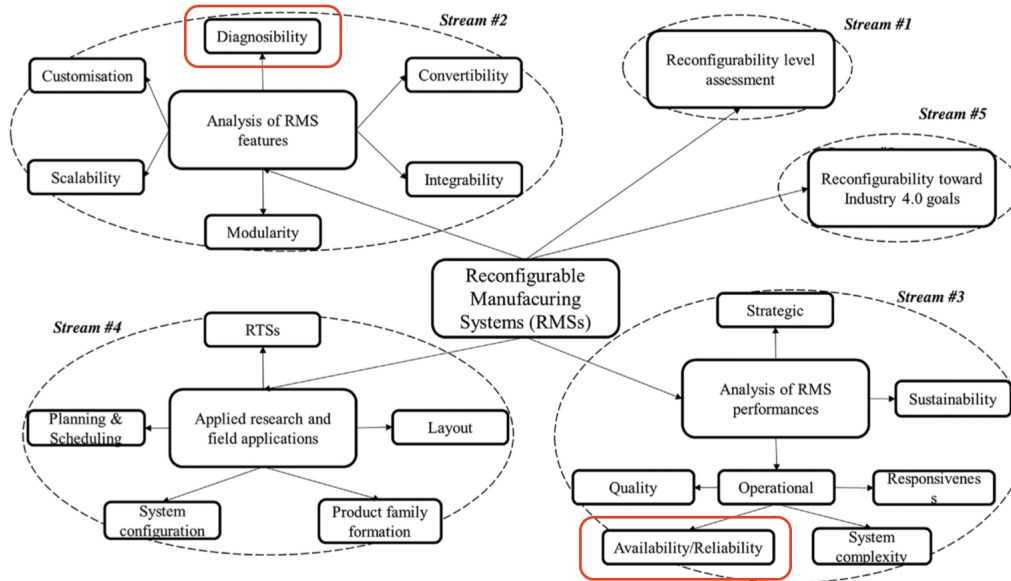 Stream #2
Diagnosibility
Customisation
Convertibility
Analysis of RMS
features
Scalability
Integrability
Modularity
Stream #1
Reconfigurability level
assessment
Stream #5
Reconfigurability toward
Industry 4.0 goals
Reconfigurable
Manufacuring
Systems (RMSs)
Stream #4
RTSs
Planning &
Scheduling
Applied research and
field applications
Layout
System
configuration
Product family
formation
Stream #3
Strategic
Analysis of RMS
performances
Sustainability
Quality
Operational
Responsivenes
s
Availability/Reliability
System
complexity